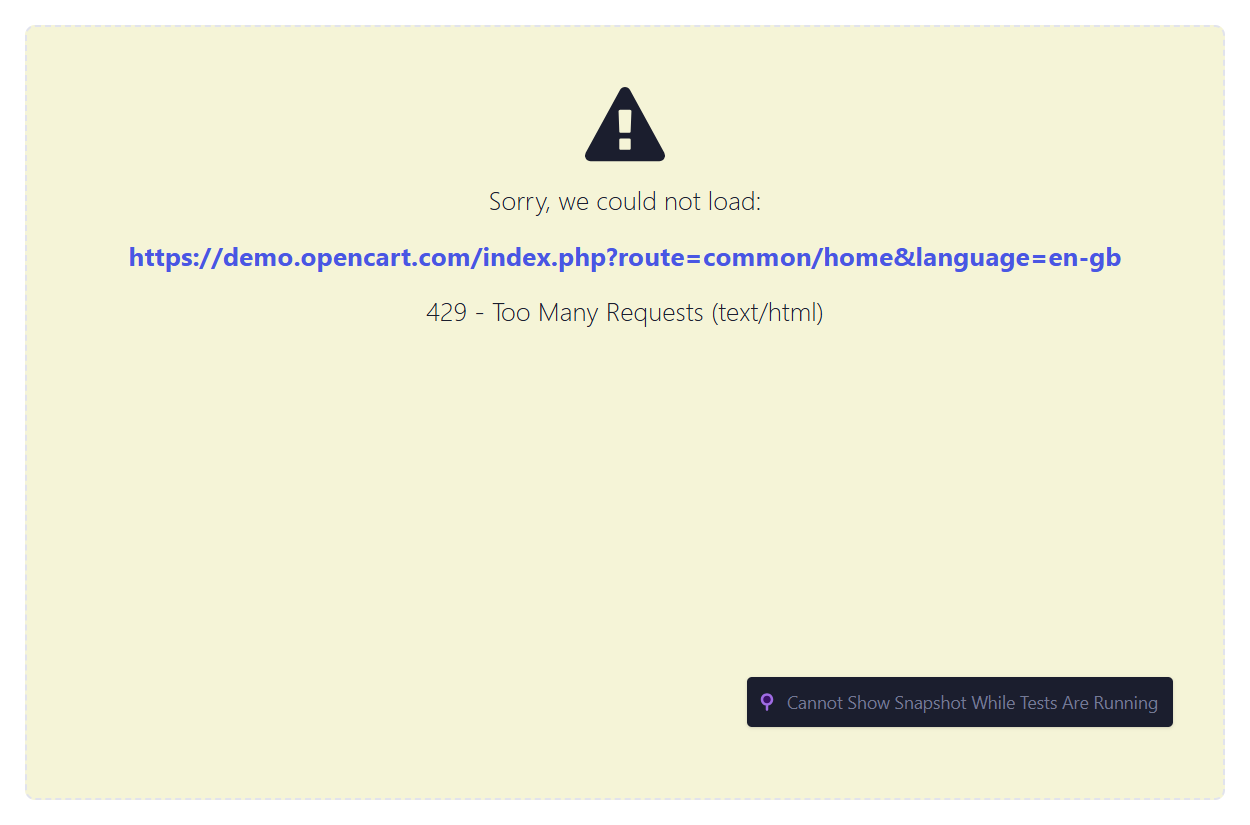 Sorry, we could not load:
https://demo.opencart.com/index.php?route=common/home&language=en-gb
429 - Too Many Requests (text/html)
Cannot Show Snapshot While Tests Are Running